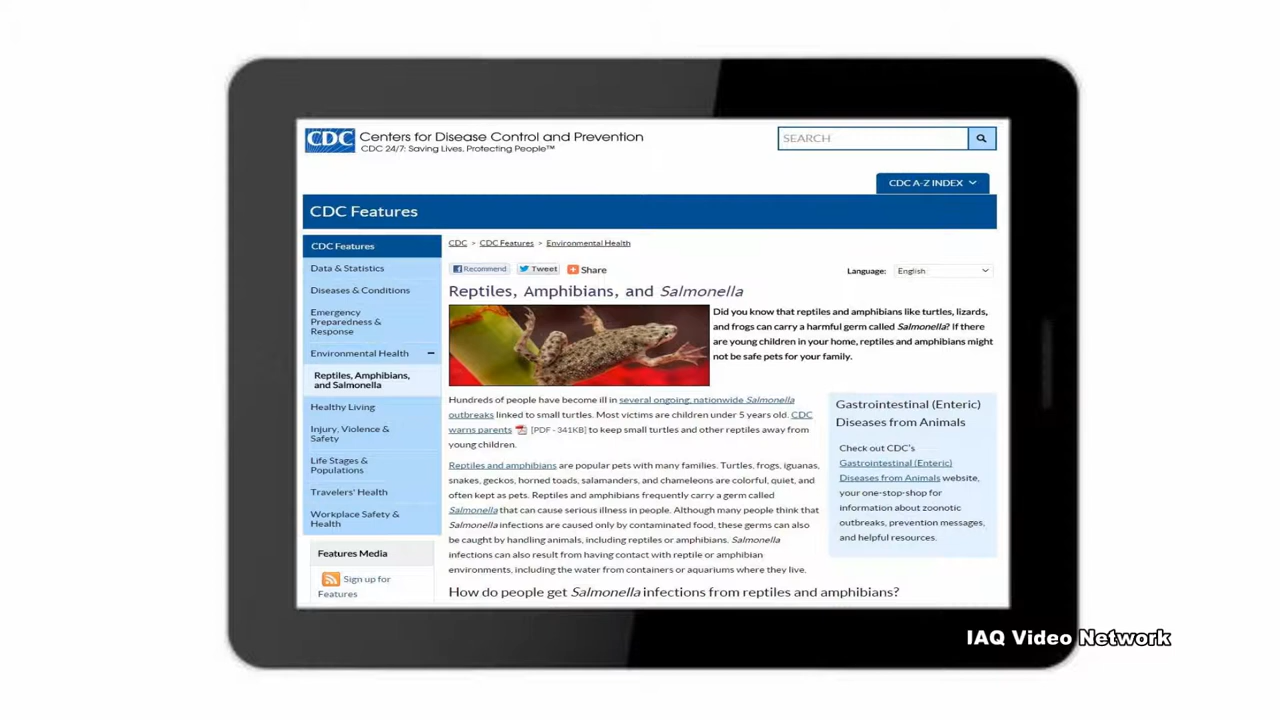 CDC Centers for Disease Control and Prevention
CDC 24/7: Saving Lives, Protecting People™
SEARCH
CDC A-Z INDEX
CDC Features
CDC Features
Data & Statistics
Diseases & Conditions
Emergency
Preparedness &
Response
Environmental Health
Reptiles, Amphibians,
and Salmonella
Healthy Living
Injury, Violence &
Safety
Life Stages &
Populations
Travelers' Health
Workplace Safety &
Health
Features Media
Sign up for
Features
CDC > CDC Features > Environmental Health
Recommend Tweet Share
Language: English
Reptiles, Amphibians, and Salmonella
Did you know that reptiles and amphibians like turtles, lizards,
and frogs can carry a harmful germ called Salmonella? If there
are young children in your home, reptiles and amphibians might
not be safe pets for your family.
Hundreds of people have become ill in several ongoing, nationwide Salmonella
outbreaks linked to small turtles. Most victims are children under 5 years old. CDC
warns parents [PDF - 341KB] to keep small turtles and other reptiles away from
young children.
Reptiles and amphibians are popular pets with many families. Turtles, frogs, iguanas,
snakes, geckos, horned toads, salamanders, and chameleons are colorful, quiet, and
often kept as pets. Reptiles and amphibians frequently carry a germ called
Salmonella that can cause serious illness in people. Although many people think that
Salmonella infections are caused only by contaminated food, these germs can also
be caught by handling animals, including reptiles or amphibians. Salmonella
infections can also result from having contact with reptile or amphibian
environments, including the water from containers or aquariums where they live.
How do people get Salmonella infections from reptiles and amphibians?
Gastrointestinal (Enteric)
Diseases from Animals
Check out CDC's
Gastrointestinal (Enteric)
Diseases from Animals website,
your one-stop-shop for
information about zoonotic
outbreaks, prevention messages,
and helpful resources.
IAQ Video Network